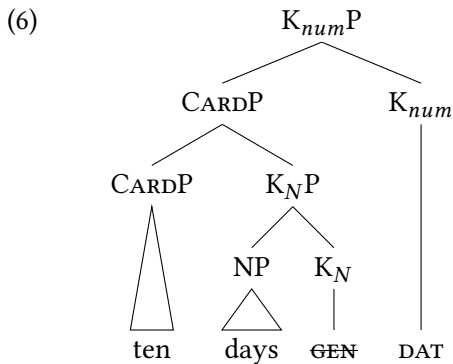 (6) KnumP
CARDP Knum
CARDP KNP
NP KN
ten days GEN DAT